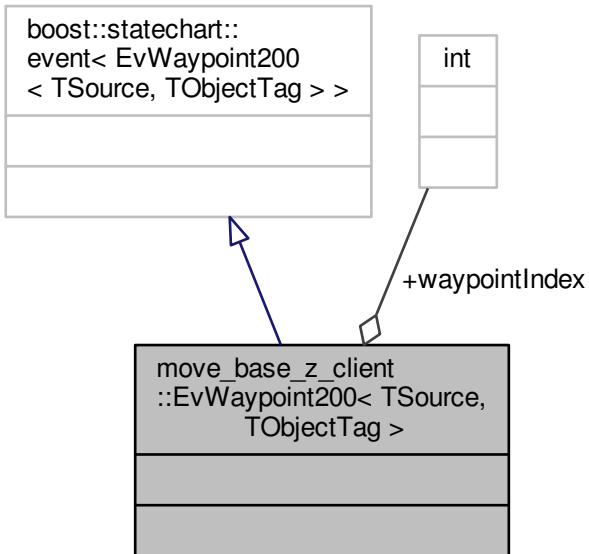 boost::statechart::
event< EvWaypoint200
< TSource, TObjectTag > >
int
+waypointIndex
move_base_z_client
::EvWaypoint200< TSource,
TObjectTag >